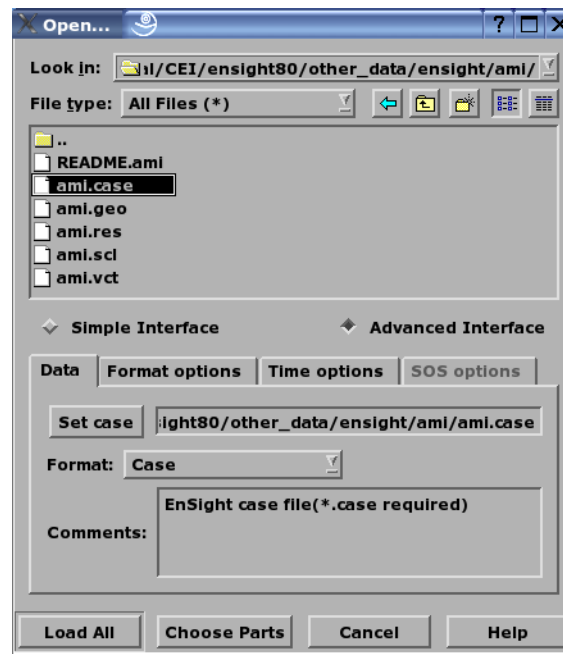 Open...
?
Look in: al/CEI/ensight80/other_data/ensight/ami/
File type: All Files (*)
..
README.ami
ami.case
ami.geo
ami.res
ami.scl
ami.vct
Simple Interface Advanced Interface
Data Format options Time options SOS options
Set case sight80/other_data/ensight/ami/ami.case
Format: Case
EnSight case file(*.case required)
Comments:
Load All Choose Parts Cancel Help